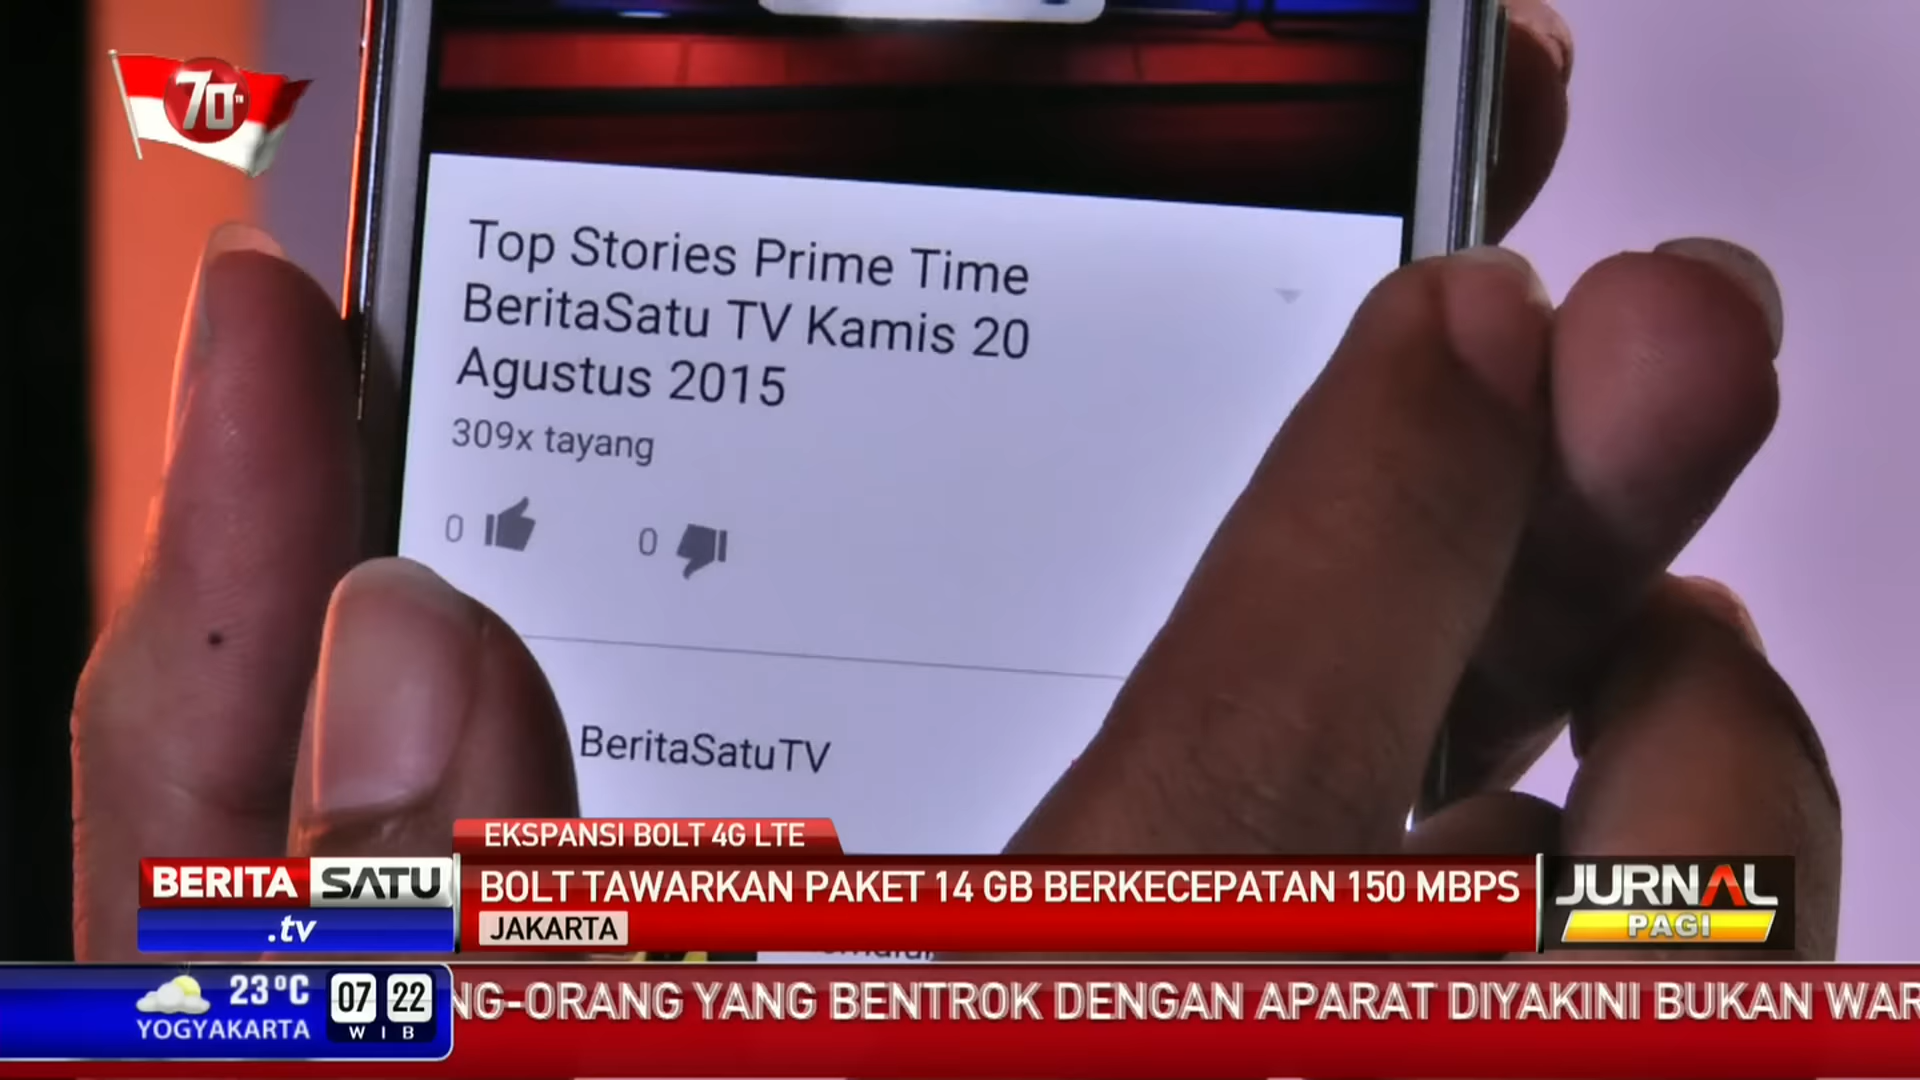 70
Top Stories Prime Time
BeritaSatu TV Kamis 20
Agustus 2015
309x tayang
0
0
BeritaSatuTV
EKSPANSI BOLT 4G LTE
BERITA SATU
.tv
BOLT TAWARKAN PAKET 14 GB BERKECEPATAN 150 MBPS
JAKARTA
JURNAL
PAGI
23°C
YOGYAKARTA
07 22
WIB
NG-ORANG YANG BENTROK DENGAN APARAT DIYAKINI BUKAN WAR